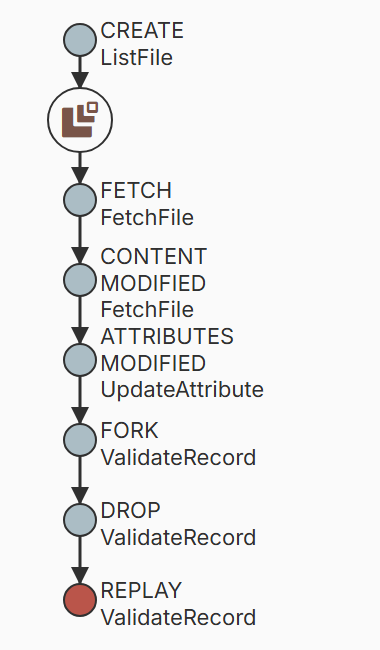 CREATE
ListFile
FETCH
FetchFile
CONTENT
MODIFIED
FetchFile
ATTRIBUTES
MODIFIED
UpdateAttribute
FORK
ValidateRecord
DROP
ValidateRecord
REPLAY
ValidateRecord